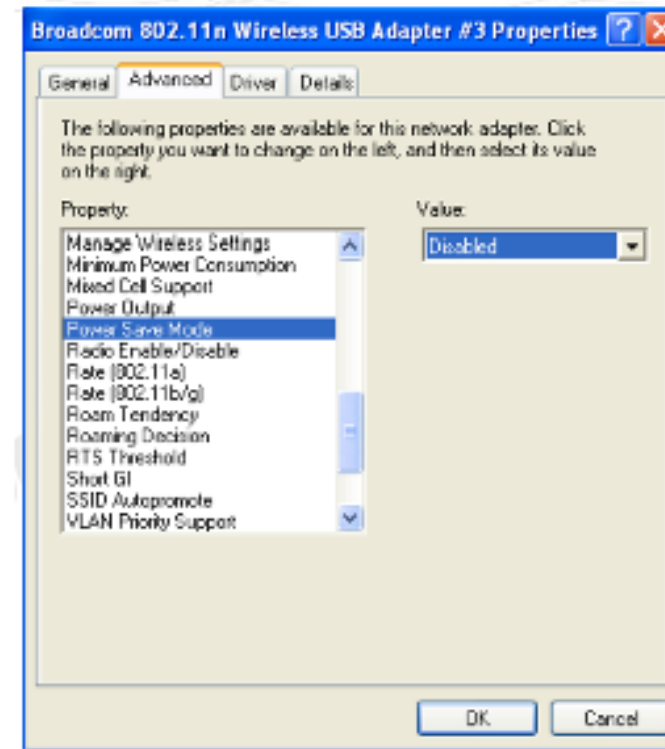 Broadcom 802.11n Wireless USB Adapter #3 Properties
General Advanced Driver Details
The following properties are available for this network adapter. Click
the property you want to change on the left, and then select its value
on the right.
Property:
Value:
Manage Wireless Settings
Minimum Power Consumption
Mixed Cell Support
Power Output
Power Save Mode
Radio Enable/Disable
Rate (802.11a)
Rate (802.11b/g)
Roam Tendency
Roaming Decision
RTS Threshold
Short GI
SSID Autopromote
VLAN Priority Support
Disabled
OK
Cancel